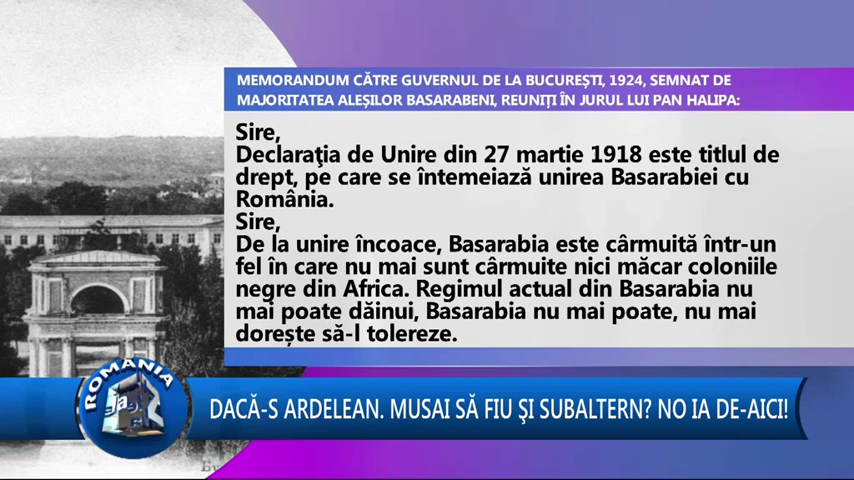 MEMORANDUM CĂTRE GUVERNUL DE LA BUCUREȘTI, 1924, SEMNAT DE
MAJORITATEA ALEȘILOR BASARABENI, REUNIȚI ÎN JURUL LUI PAN HALIPA:
Sire,
Declaraţia de Unire din 27 martie 1918 este titlul de
drept, pe care se întemeiază unirea Basarabiei cu
România.
Sire,
De la unire încoace, Basarabia este cârmuită într-un
fel în care nu mai sunt cârmuite nici măcar coloniile
negre din Africa. Regimul actual din Basarabia nu
mai poate dăinui, Basarabia nu mai poate, nu mai
dorește să-l tolereze.
ROMANIA
DACĂ-S ARDELEAN. MUSAI SĂ FIU ŞI SUBALTERN? NO IA DE-AICI!